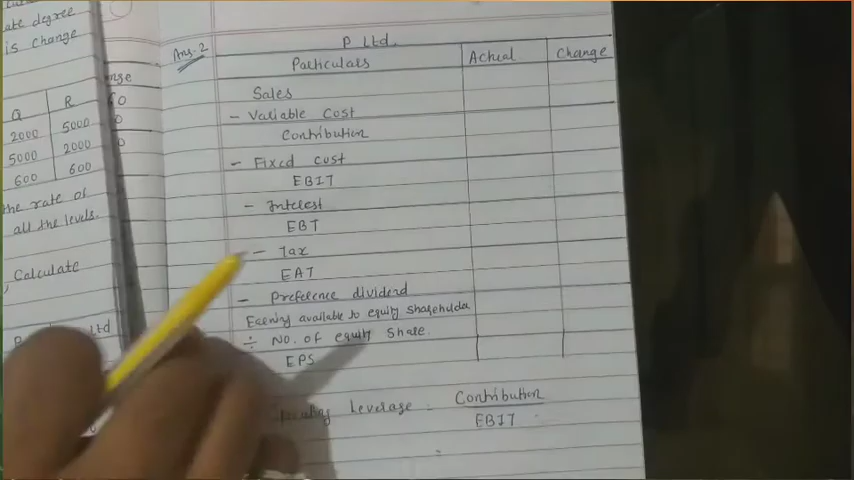 ate degree
is change
nge
Q R
2000 5000
5000 2000
600 600
the rate of
all the levels.
, Calculate
Ltd
Ans-2
P Ltd.
Particulars Actual Change
Sales
- Variable Cost
Contribution
- Fixed cost
EBIT
- Interest
EBT
- Tax
EAT
- Preference dividend
Earning available to equity shareholder
÷ No. of equity share.
EPS
Leverage = Contribution
EBIT